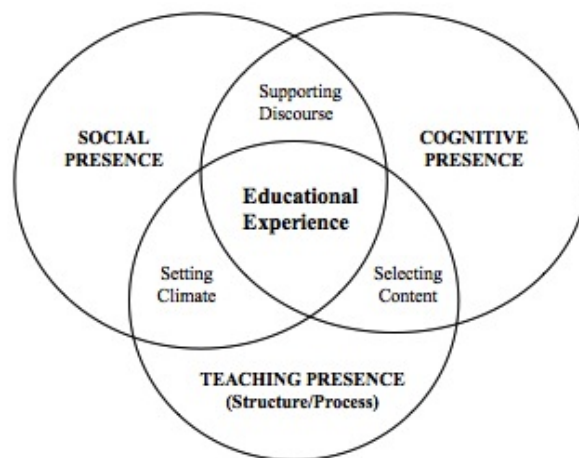 Supporting
Discourse
SOCIAL
PRESENCE
COGNITIVE
PRESENCE
Educational
Experience
Setting
Climate
Selecting
Content
TEACHING PRESENCE
(Structure/Process)